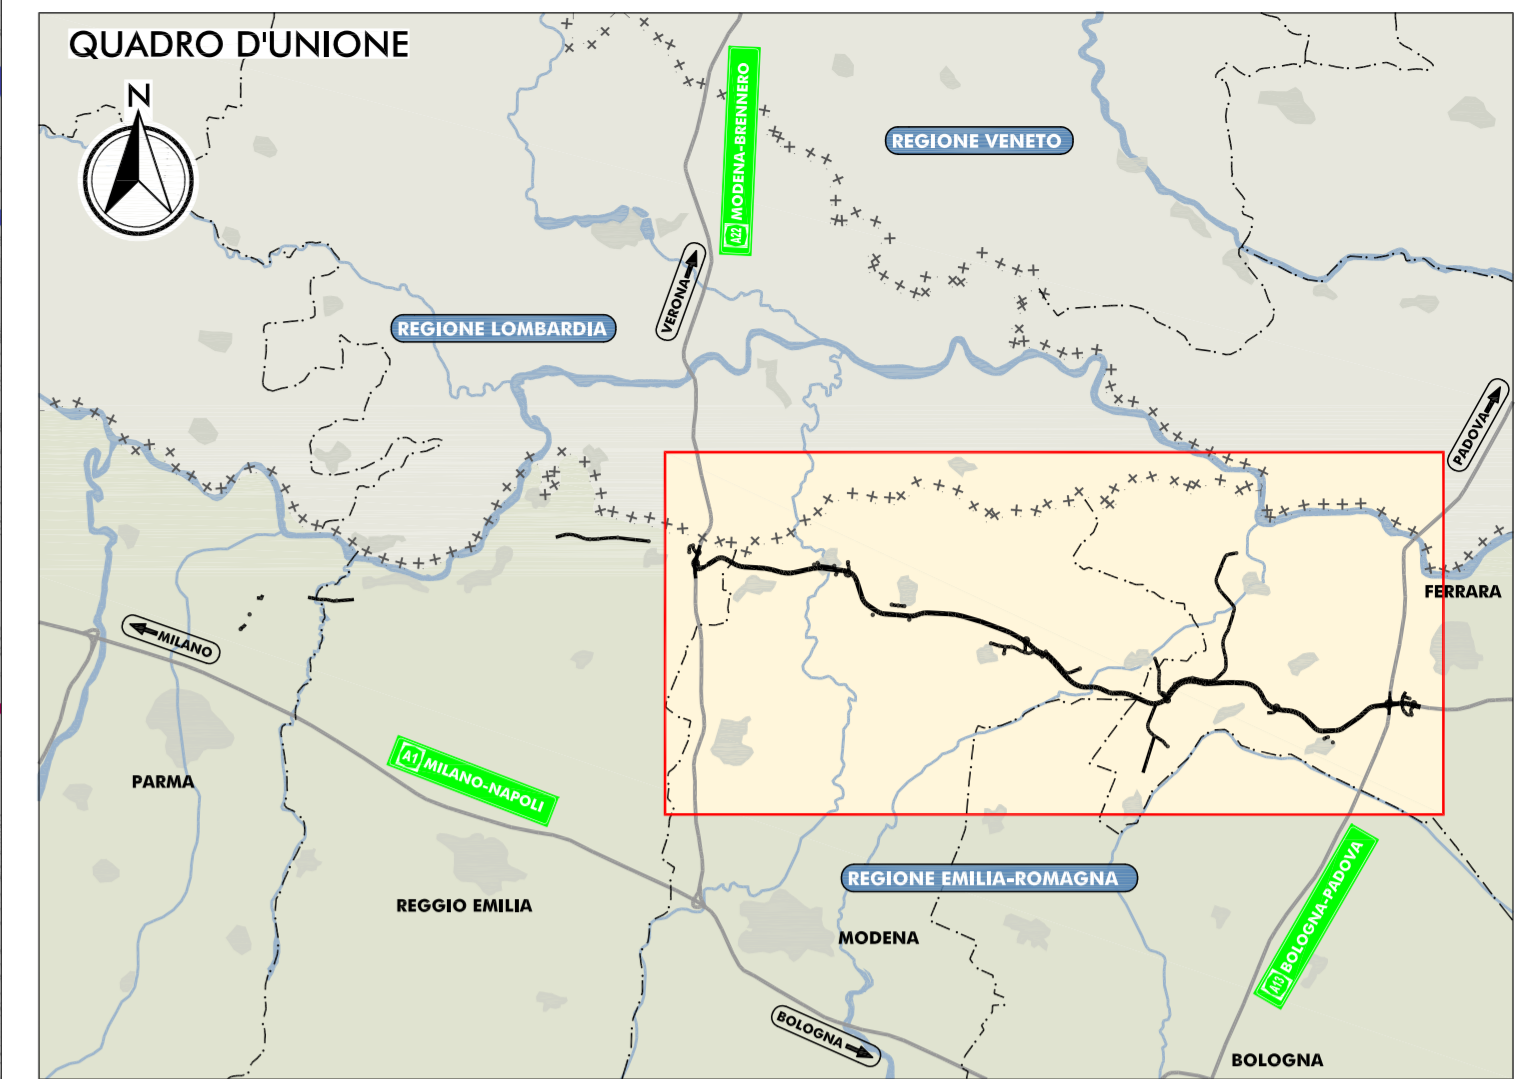 QUADRO D'UNIONE
N
A22 MODENA-BRENNERO
REGIONE VENETO
VERONA
REGIONE LOMBARDIA
PADOVA
FERRARA
MILANO
PARMA
A1 MILANO-NAPOLI
REGIONE EMILIA-ROMAGNA
REGGIO EMILIA
MODENA
A13 BOLOGNA-PADOVA
BOLOGNA
BOLOGNA